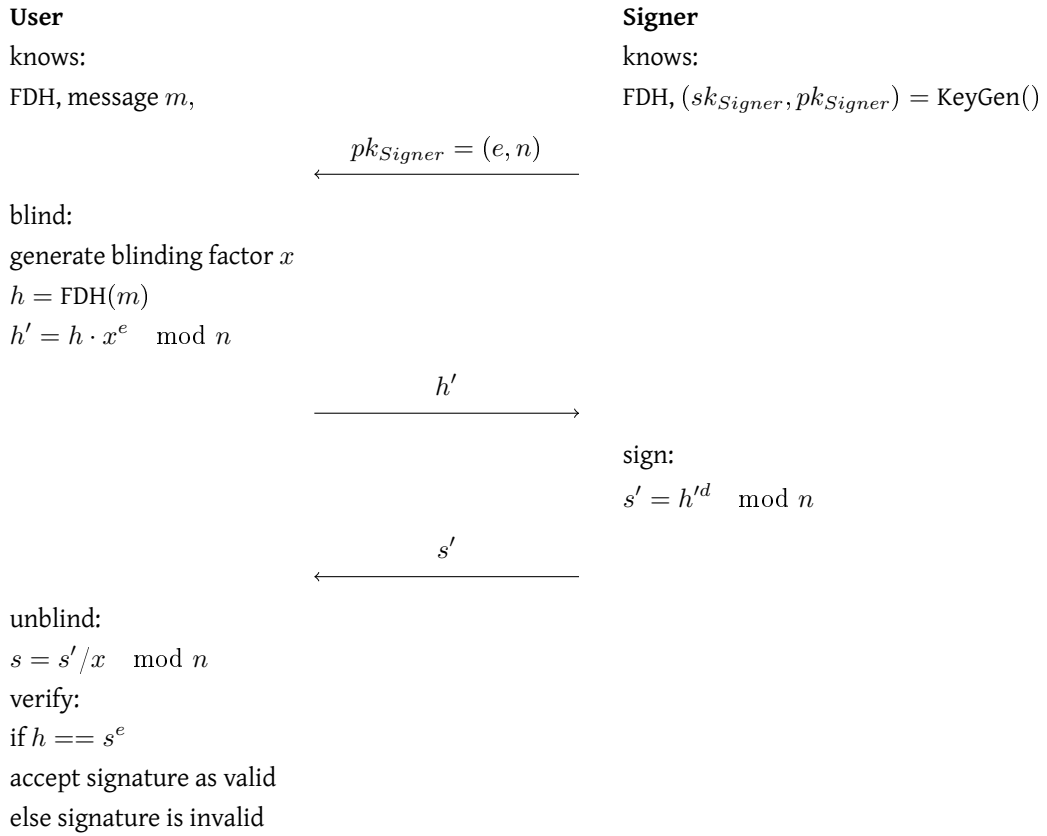 User Signer
knows: knows:
FDH, message m, FDH, (sk_Signer, pk_Signer) = KeyGen()
pk_Signer = (e, n)
blind:
generate blinding factor x
h = FDH(m)
h′ = h · x^e mod n
h′
sign:
s′ = h′^d mod n
s′
unblind:
s = s′/x mod n
verify:
if h == s^e
accept signature as valid
else signature is invalid